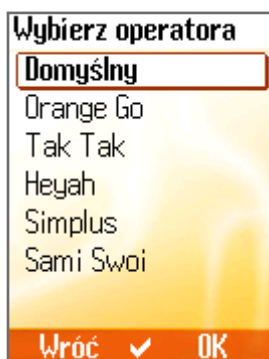 Wybierz operatora
Domyślny
Orange Go
Tak Tak
Heyah
Simplus
Sami Swoi
Wróć ✓ OK